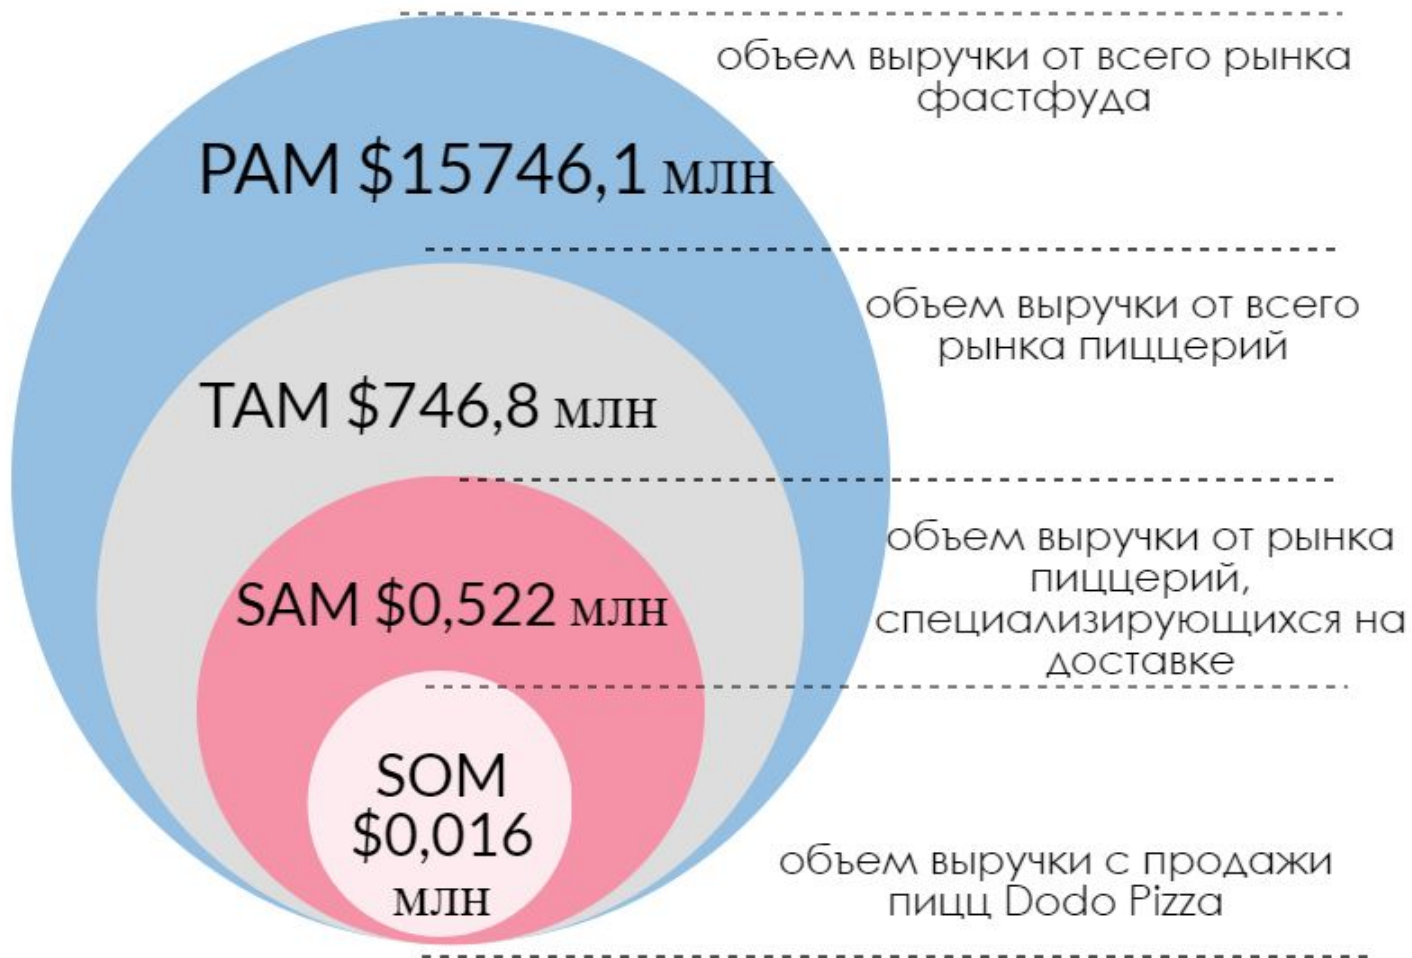 объем выручки от всего рынка
фастфуда
PAM $15746,1 млн
объем выручки от всего
рынка пиццерий
TAM $746,8 млн
объем выручки от рынка
пиццерий,
специализирующихся на
доставке
SAM $0,522 млн
SOM
$0,016
млн
объем выручки с продажи
пицц Dodo Pizza